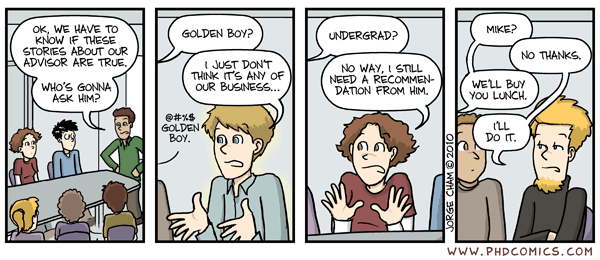 OK, WE HAVE TO
KNOW IF THESE
STORIES ABOUT OUR
ADVISOR ARE TRUE.
WHO'S GONNA
ASK HIM?
GOLDEN BOY?
I JUST DON'T
THINK IT'S ANY OF
OUR BUSINESS...
@#%$
GOLDEN
BOY.
UNDERGRAD?
NO WAY, I STILL
NEED A RECOMMEN-
DATION FROM HIM.
JORGE CHAM © 2010
MIKE?
NO THANKS.
WE'LL BUY
YOU LUNCH.
I'LL
DO IT.
WWW.PHDCOMICS.COM